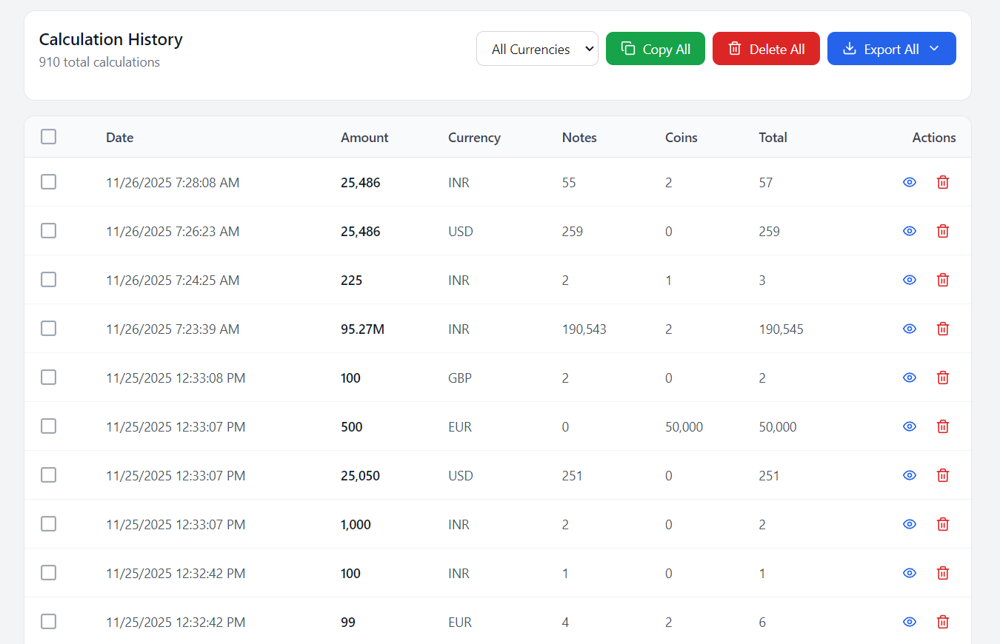 Calculation History
910 total calculations
All Currencies Copy All Delete All Export All
Date Amount Currency Notes Coins Total Actions
11/26/2025 7:28:08 AM 25,486 INR 55 2 57
11/26/2025 7:26:23 AM 25,486 USD 259 0 259
11/26/2025 7:24:25 AM 225 INR 2 1 3
11/26/2025 7:23:39 AM 95.27M INR 190,543 2 190,545
11/25/2025 12:33:08 PM 100 GBP 2 0 2
11/25/2025 12:33:07 PM 500 EUR 0 50,000 50,000
11/25/2025 12:33:07 PM 25,050 USD 251 0 251
11/25/2025 12:33:07 PM 1,000 INR 2 0 2
11/25/2025 12:32:42 PM 100 INR 1 0 1
11/25/2025 12:32:42 PM 99 EUR 4 2 6